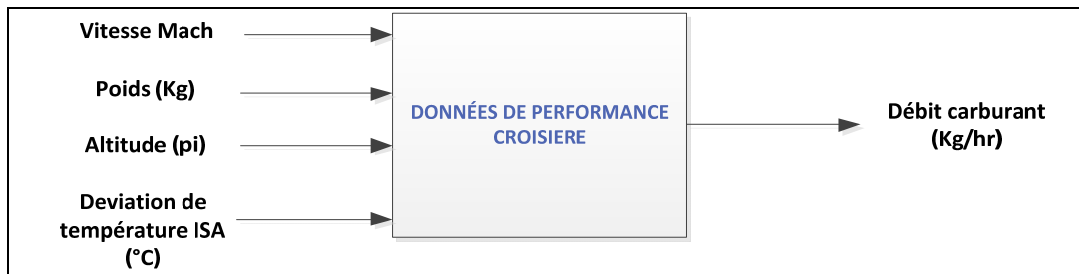 Vitesse Mach
Poids (Kg)
Altitude (pi)
Deviation de
température ISA
(°C)
DONNÉES DE PERFORMANCE
CROISIERE
Débit carburant
(Kg/hr)